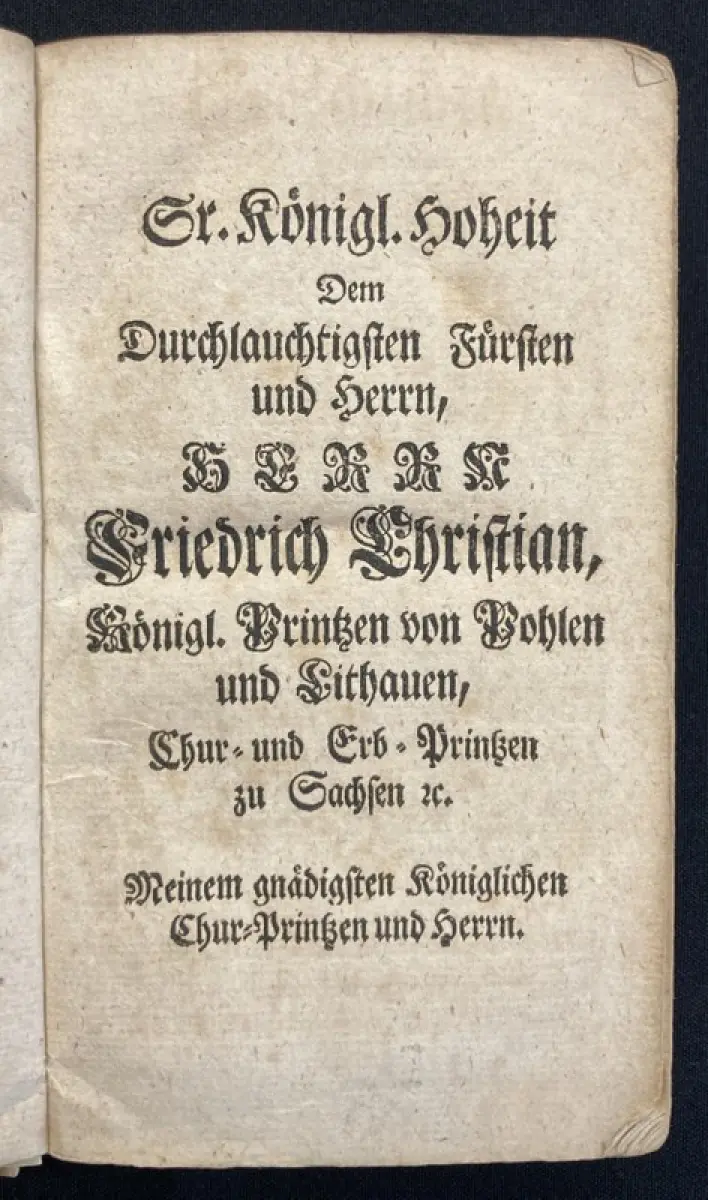 Sr. Königl. Hoheit
Dem
Durchlauchtigsten Fürsten
und Herrn,
HERRN
Friedrich Christian,
Königl. Printzen von Pohlen
und Lithauen,
Chur- und Erb-Printzen
zu Sachsen ꝛc.
Meinem gnädigsten Königlichen
Chur-Printzen und Herrn.